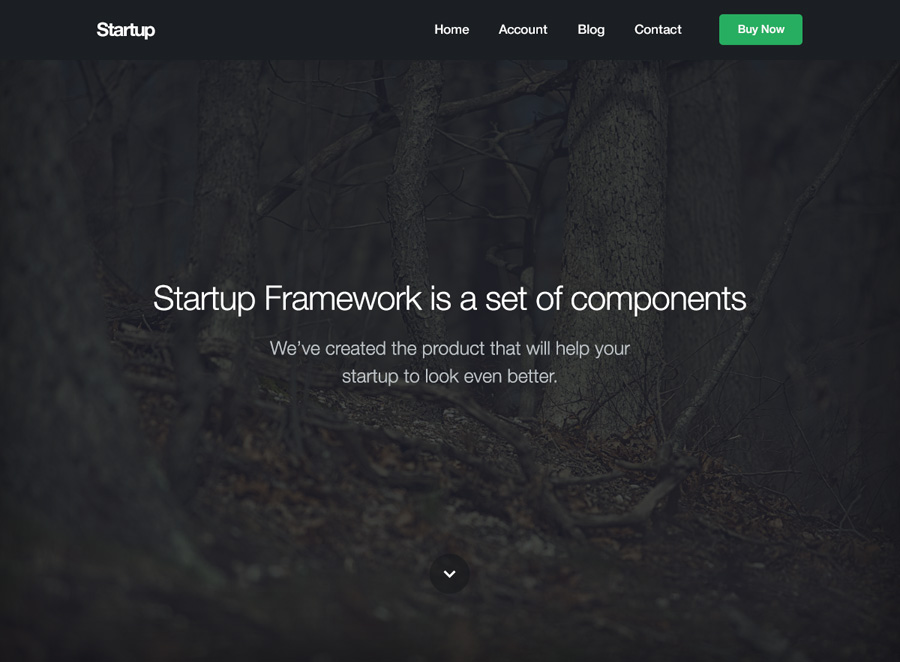 Startup
Home Account Blog Contact Buy Now
Startup Framework is a set of components
We’ve created the product that will help your
startup to look even better.